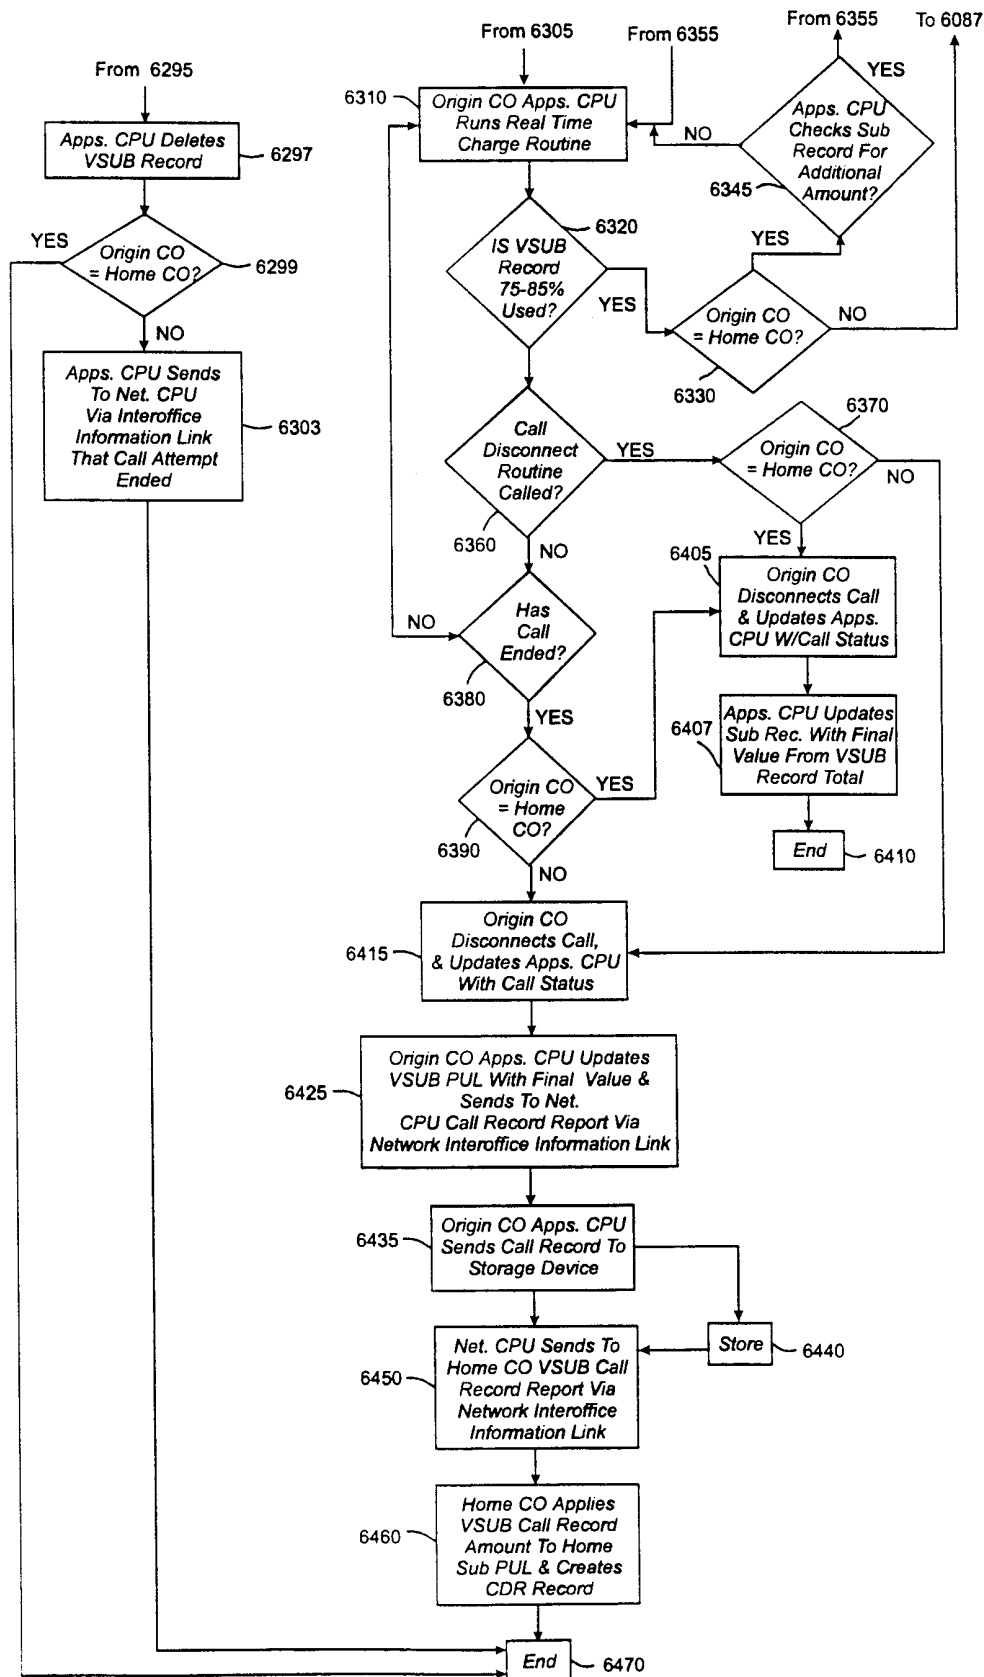 From 6295
Apps. CPU Deletes
VSUB Record
6297
YES
Origin CO
= Home CO?
6299
NO
Apps. CPU Sends
To Net. CPU
Via Interoffice
Information Link
That Call Attempt
Ended
6303
From 6305
From 6355
From 6355
To 6087
6310
Origin CO Apps. CPU
Runs Real Time
Charge Routine
NO
YES
Apps. CPU
Checks Sub
Record For
Additional
Amount?
6345
6320
IS VSUB
Record
75-85%
Used?
YES
YES
Origin CO
= Home CO?
NO
6330
Call
Disconnect
Routine
Called?
YES
6360
NO
6370
Origin CO
= Home CO?
NO
YES
NO
Has
Call
Ended?
6380
YES
6405
Origin CO
Disconnects Call
& Updates Apps.
CPU W/Call Status
6407
Apps. CPU Updates
Sub Rec. With Final
Value From VSUB
Record Total
End
6410
Origin CO
= Home
CO?
YES
6390
NO
6415
Origin CO
Disconnects Call,
& Updates Apps. CPU
With Call Status
6425
Origin CO Apps. CPU Updates
VSUB PUL With Final Value &
Sends To Net.
CPU Call Record Report Via
Network Interoffice Information Link
6435
Origin CO Apps. CPU
Sends Call Record To
Storage Device
Store
6440
6450
Net. CPU Sends To
Home CO VSUB Call
Record Report Via
Network Interoffice
Information Link
6460
Home CO Applies
VSUB Call Record
Amount To Home
Sub PUL & Creates
CDR Record
End
6470